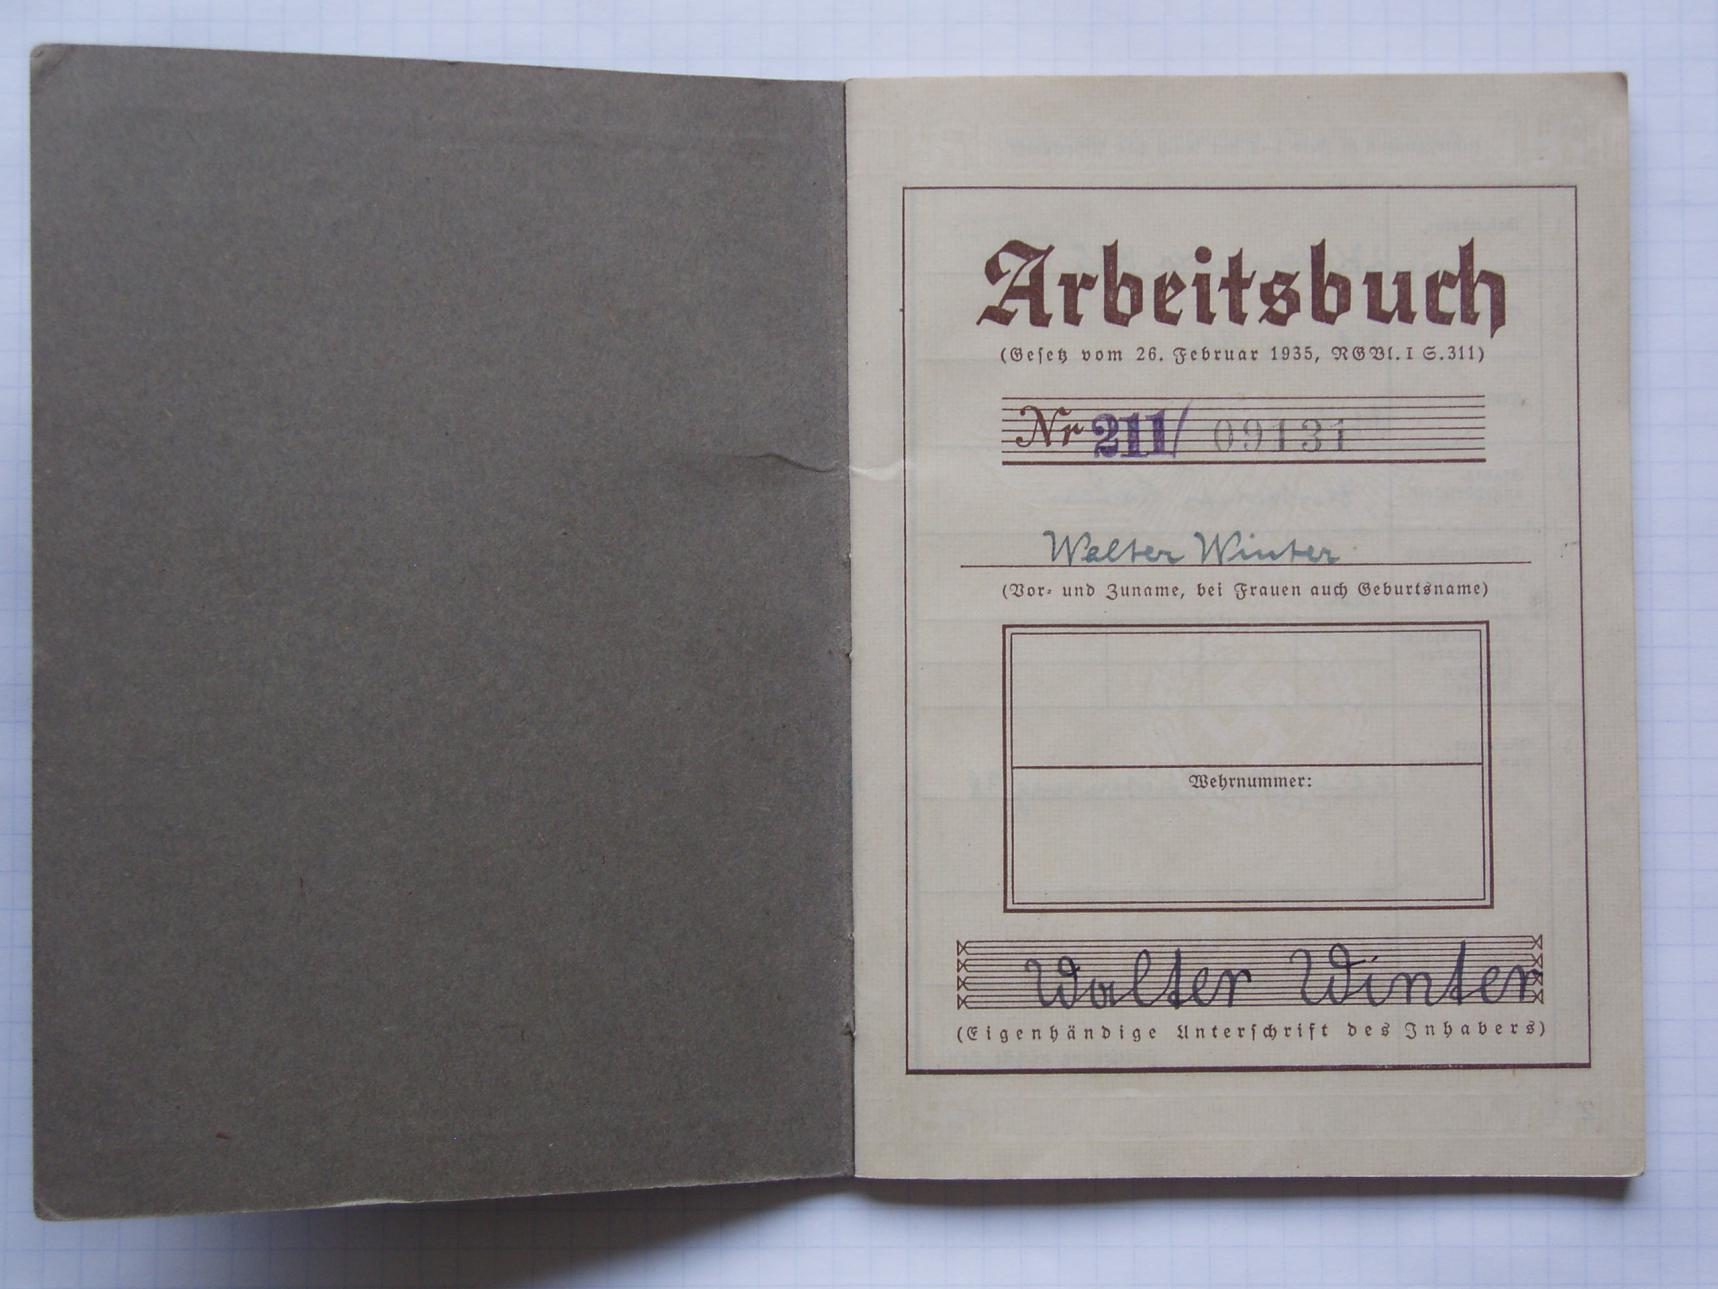 Arbeitsbuch
(Gesetz vom 26. Februar 1935, RGBl. I S. 311)
Nr 211/ 09131
Walter Winter
(Vor- und Zuname, bei Frauen auch Geburtsname)
Wehrnummer:
Walter Winter
(Eigenhändige Unterschrift des Inhabers)